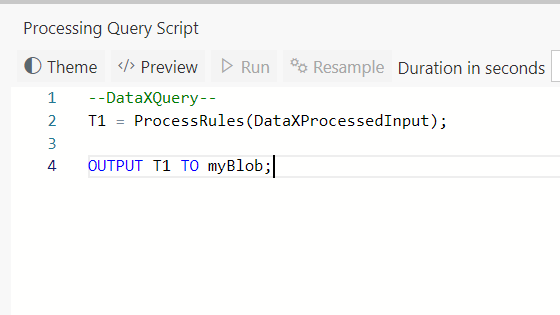 Processing Query Script
Theme </> Preview Run Resample Duration in seconds
1 --DataXQuery--
2 T1 = ProcessRules(DataXProcessedInput);
3
4 OUTPUT T1 TO myBlob;